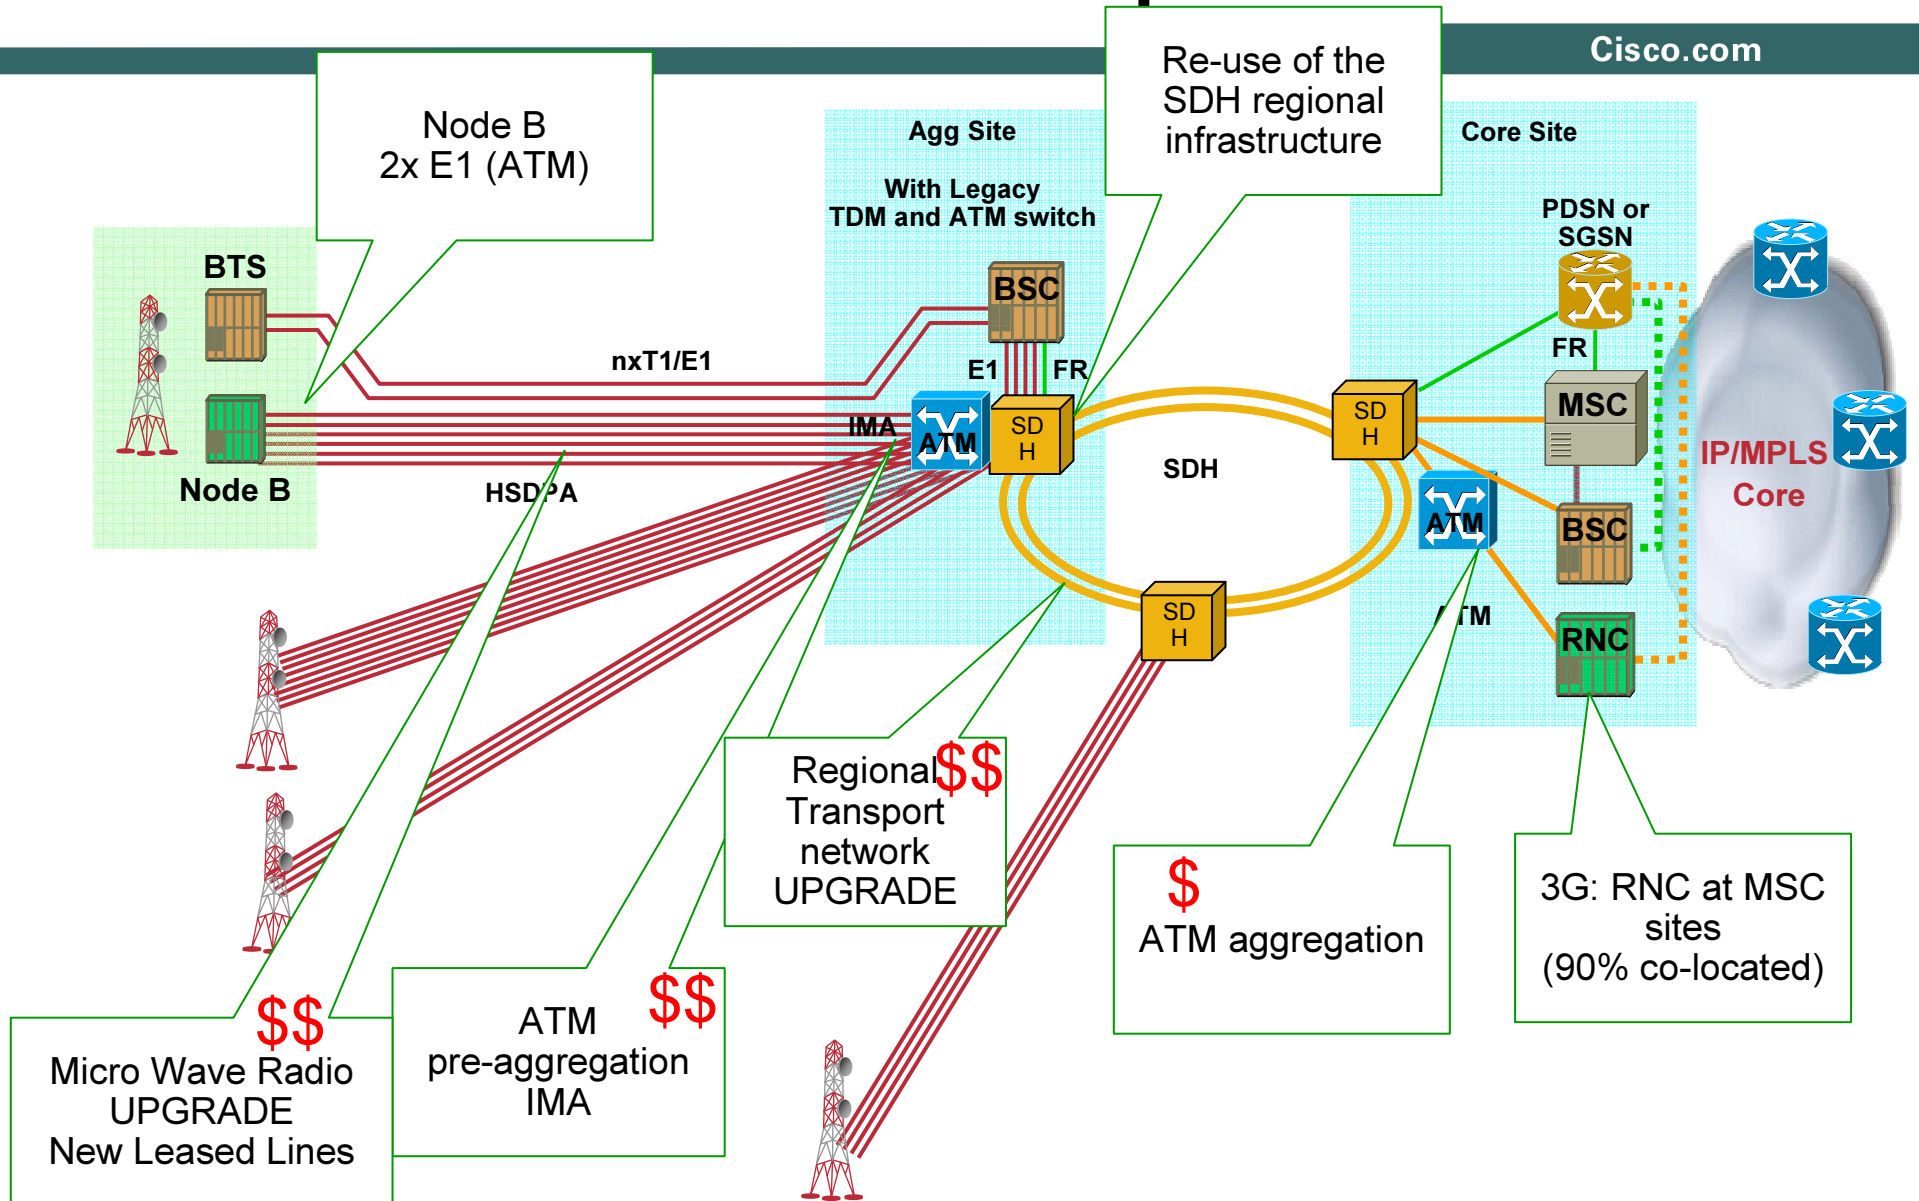 Cisco.com
Node B
2x E1 (ATM)
Re-use of the
SDH regional
infrastructure
Agg Site
With Legacy
TDM and ATM switch
Core Site
PDSN or
SGSN
BTS
Node B
nxT1/E1
HSDPA
IMA
BSC
E1
FR
ATM
SD
H
SDH
SD
H
SD
H
FR
MSC
ATM
BSC
ATM
RNC
IP/MPLS
Core
$$
Micro Wave Radio
UPGRADE
New Leased Lines
$$
ATM
pre-aggregation
IMA
$$
Regional
Transport
network
UPGRADE
$
ATM aggregation
3G: RNC at MSC
sites
(90% co-located)